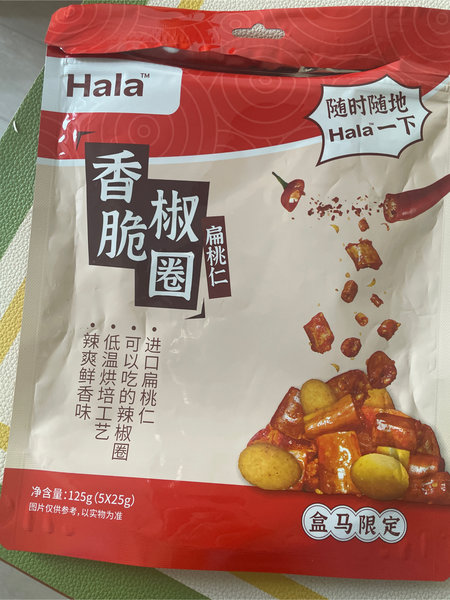 Hala™
随时随地
Hala™一下
香脆
椒圈
扁桃仁
·进口扁桃仁
·可以吃的辣椒圈
·低温烘培工艺
·辣爽鲜香味
净含量:125g(5X25g)
图片仅供参考,以实物为准
盒马限定